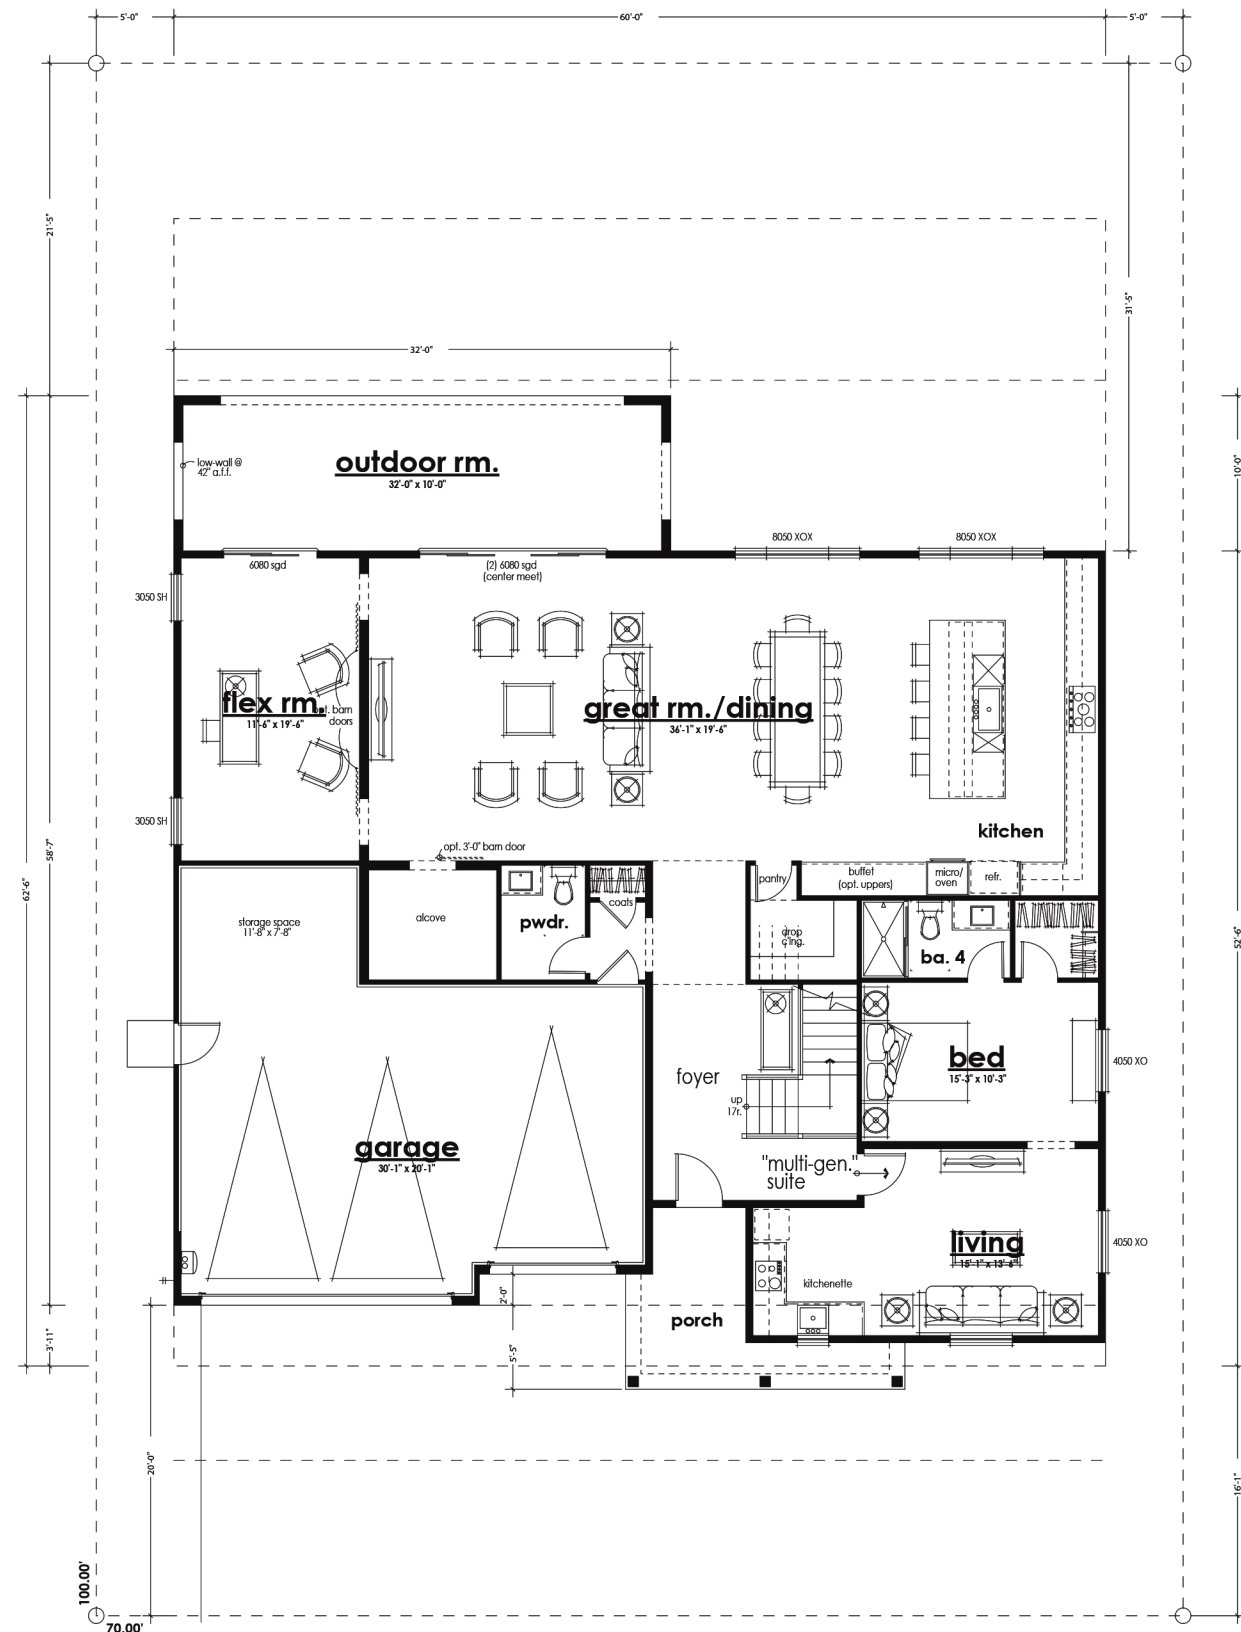 5'-0"
60'-0"
5'-0"
21'-5"
31'-5"
32'-0"
outdoor rm.
32'-0" x 10'-0"
low-wall @
42" a.f.f.
10'-0"
8050 XOX
8050 XOX
6080 sgd
(2) 6080 sgd
(center meet)
3050 SH
flex rm.
11'-6" x 19'-6"
opt. barn
doors
great rm./dining
36'-1" x 19'-6"
3050 SH
kitchen
58'-7"
62'-6"
opt. 3'-0" barn door
pantry
buffet
(opt. uppers)
micro/
oven
refr.
storage space
11'-8" x 7'-8"
alcove
pwdr.
coats
drop
c'lng.
ba. 4
52'-6"
bed
15'-3" x 10'-3"
4050 XO
foyer
up
17r.
garage
30'-1" x 20'-1"
"multi-gen."
suite
living
15'-1" x 13'-6"
4050 XO
kitchenette
porch
2'-0"
5'-5"
3'-11"
20'-0"
16'-1"
100.00'
70.00'